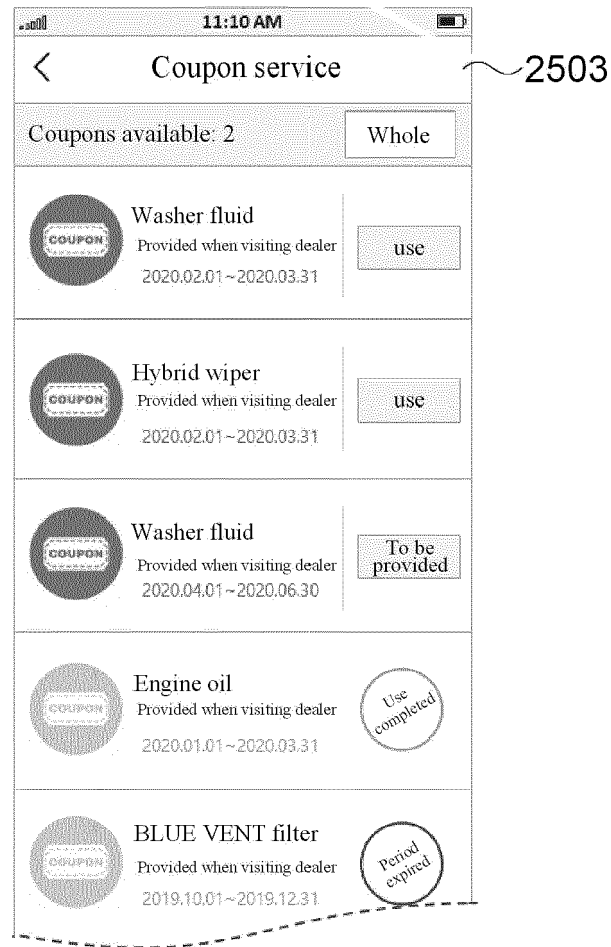 11:10 AM
< Coupon service
2503
Coupons available: 2
Whole
COUPON
Washer fluid
Provided when visiting dealer
2020.02.01~2020.03.31
use
COUPON
Hybrid wiper
Provided when visiting dealer
2020.02.01~2020.03.31
use
COUPON
Washer fluid
Provided when visiting dealer
2020.04.01~2020.06.30
To be
provided
COUPON
Engine oil
Provided when visiting dealer
2020.01.01~2020.03.31
Use
completed
COUPON
BLUE VENT filter
Provided when visiting dealer
2019.10.01~2019.12.31
Period
expired